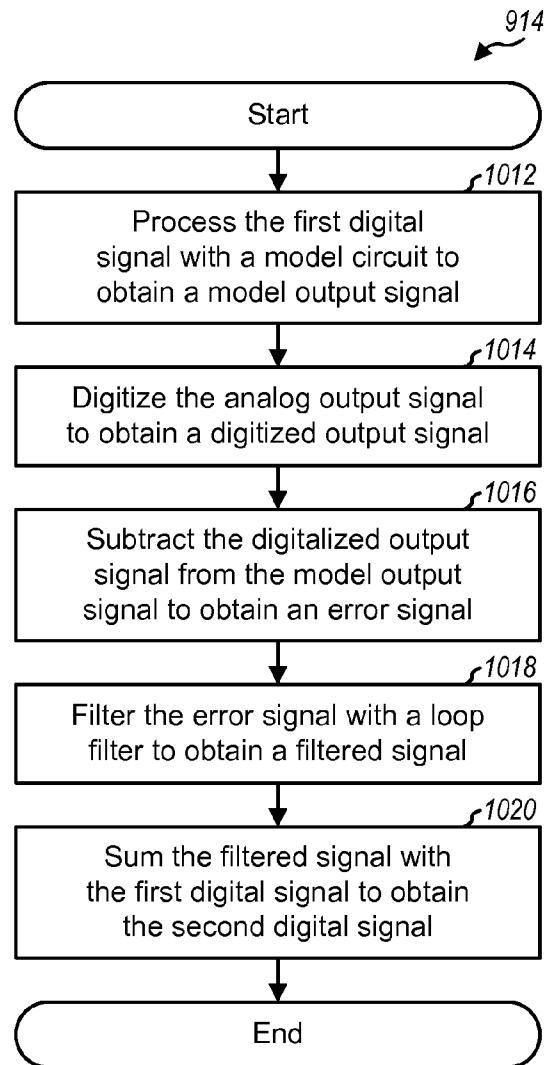 914
Start
1012
Process the first digital
signal with a model circuit to
obtain a model output signal
1014
Digitize the analog output signal
to obtain a digitized output signal
1016
Subtract the digitalized output
signal from the model output
signal to obtain an error signal
1018
Filter the error signal with a loop
filter to obtain a filtered signal
1020
Sum the filtered signal with
the first digital signal to obtain
the second digital signal
End